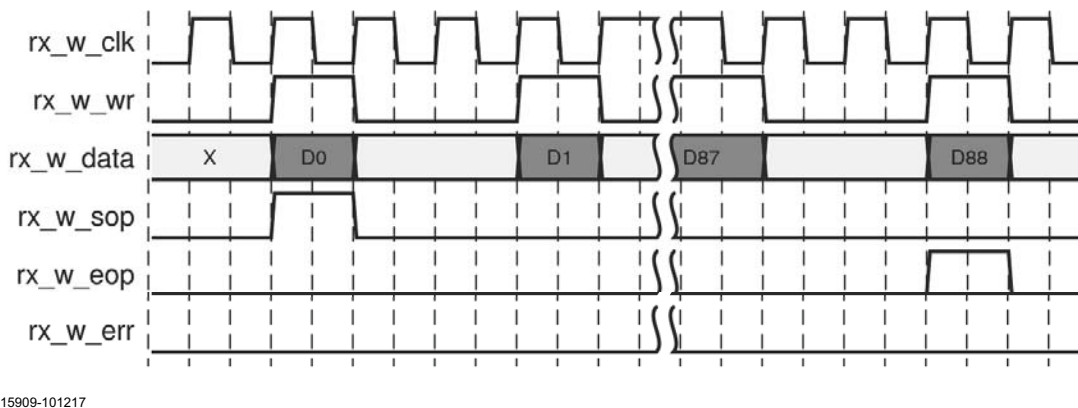 rx_w_clk
rx_w_wr
rx_w_data X D0 D1 D87 D88
rx_w_sop
rx_w_eop
rx_w_err
15909-101217